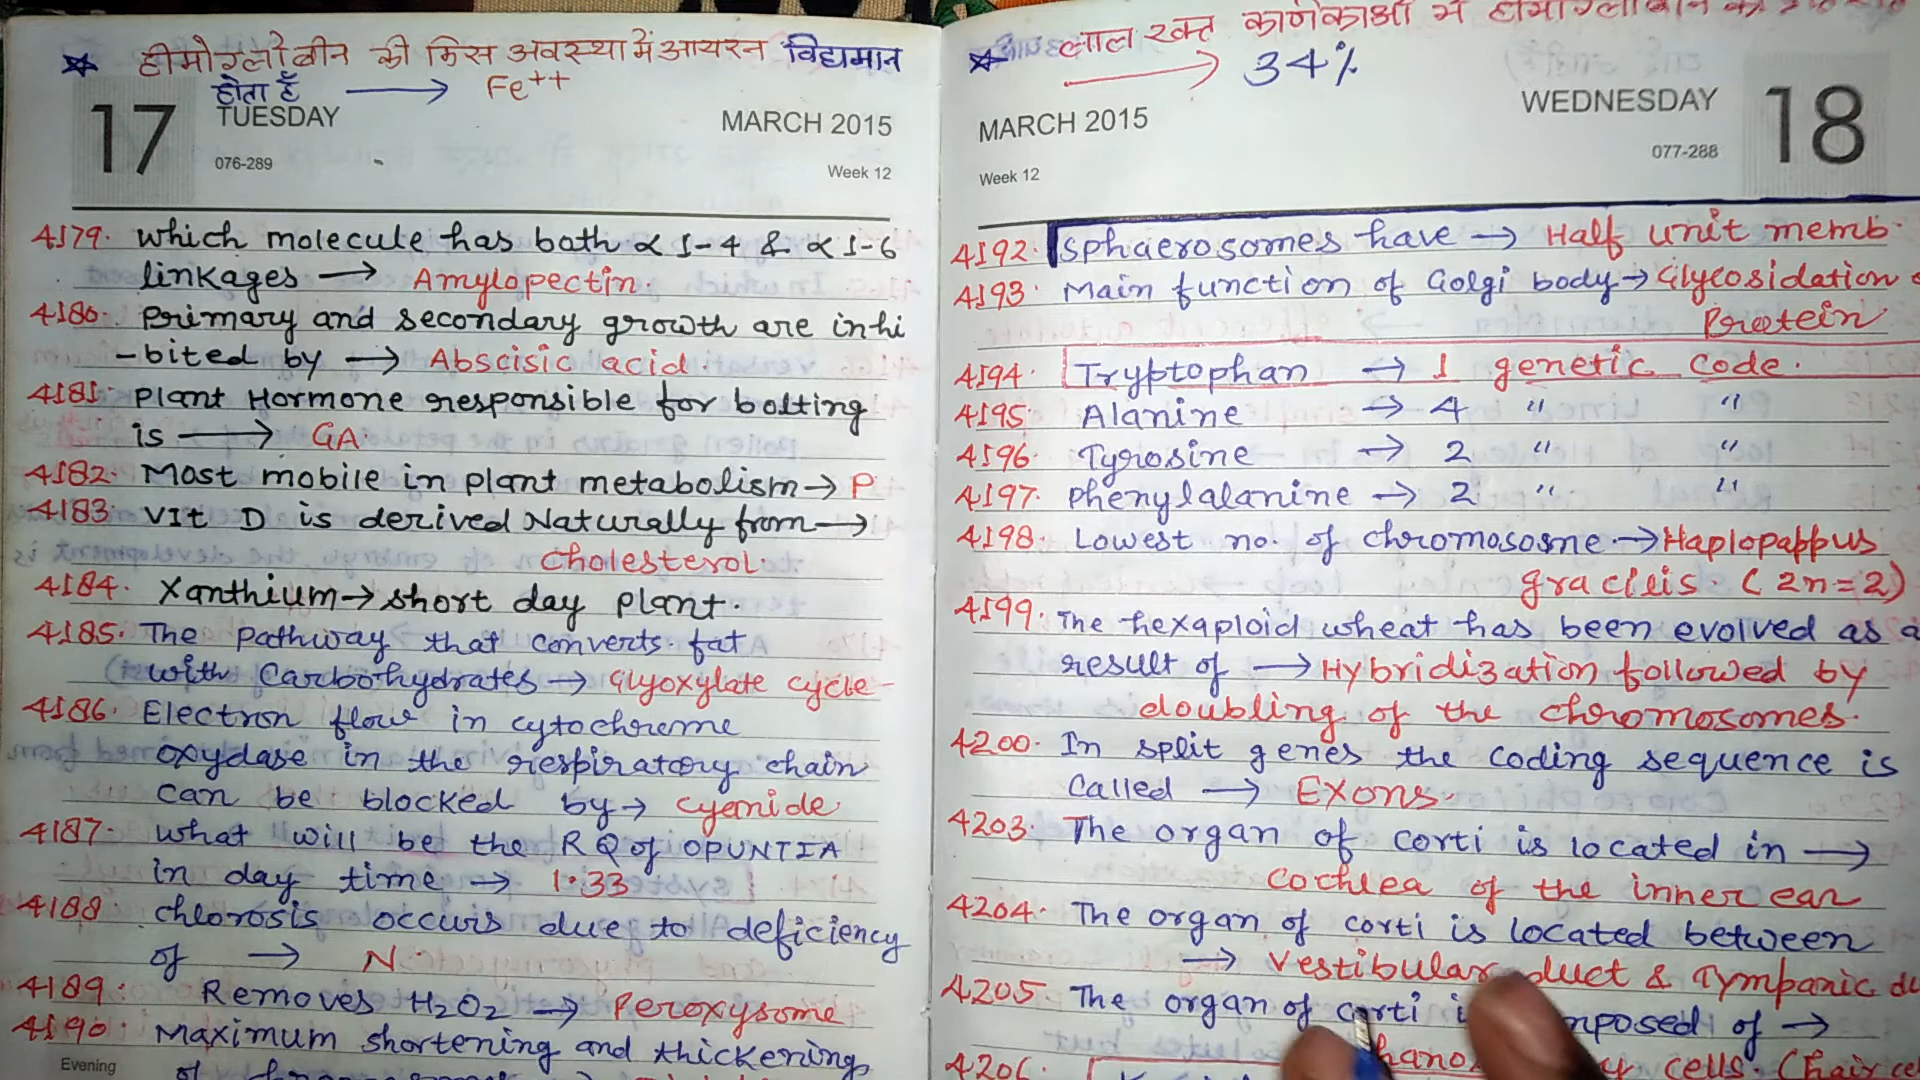 ☆ हीमोग्लोबीन की किस अवस्था में आयरन विद्यमान
होता हैं → Fe++
17 TUESDAY MARCH 2015
076-289 Week 12
4179. Which molecule has both α 1-4 & α 1-6
linkages → Amylopectin.
4180. Primary and secondary growth are inhi
-bited by → Abscisic acid.
4181. Plant Hormone responsible for bolting
is → GA.
4182. Most mobile in plant metabolism → P
4183 Vit D is derived Naturally from →
cholesterol.
4184. Xanthium → short day plant.
4185. The pathway that converts fat
with Carbohydrates → Glyoxylate cycle
4186. Electron flow in cytochrome
oxydase in the respiratory chain
can be blocked by → cyenide
4187. What will be the RQ of OPUNTIA
in day time → 1.33
4188. chlorosis occurs due to deficiency
of → N.
4189. Removes H2O2 → Peroxysome
4190. Maximum shortening and thickening
of
Evening
☆ लाल रक्त में
→ 34%
MARCH 2015 WEDNESDAY 18
Week 12 077-288
4192. Sphaerosomes have → Half unit memb.
4193. Main function of Golgi body → Glycosidation
Protein
4194. Tryptophan → 1 genetic code.
4195. Alanine → 4 " "
4196. Tyrosine → 2 " "
4197. phenylalanine → 2 " "
4198. Lowest no. of chromososme → Haplopappus
gracilis. (2n=2)
4199. The hexaploid wheat has been evolved as a
result of → Hybridization followed by
doubling of the chromosomes.
4200. In split genes the coding sequence is
Called → Exons.
4203. The organ of corti is located in →
cochlea of the inner ear
4204. The organ of corti is located between
→ vestibular duct & Tympanic
4205 The organ of corti of →
4206. cells. (hair